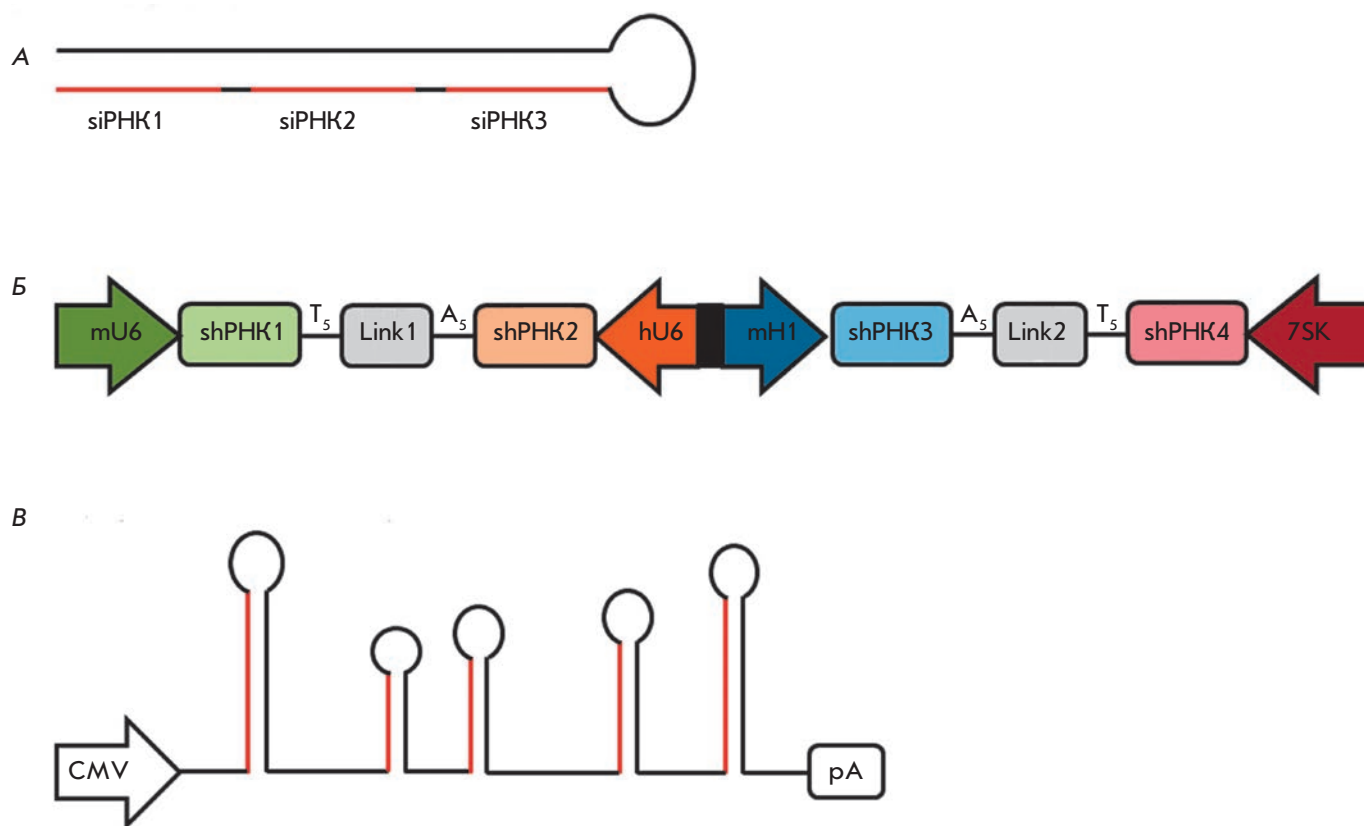 А
siРНК1 siРНК2 siРНК3
Б
mU6 shРНК1 T₅ Link1 A₅ shРНК2 hU6 mH1 shРНК3 A₅ Link2 T₅ shРНК4 7SK
В
CMV pA